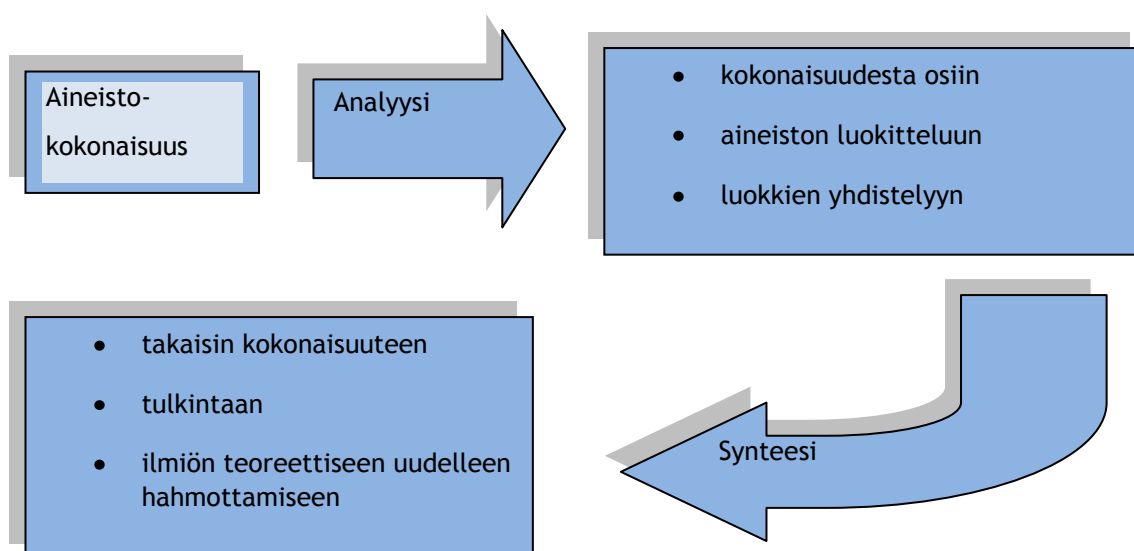 Aineisto-
kokonaisuus
Analyysi
• kokonaisuudesta osiin
• aineiston luokitteluun
• luokkien yhdistelyyn
• takaisin kokonaisuuteen
• tulkintaan
• ilmiön teoreettiseen uudelleen
hahmottamiseen
Synteesi